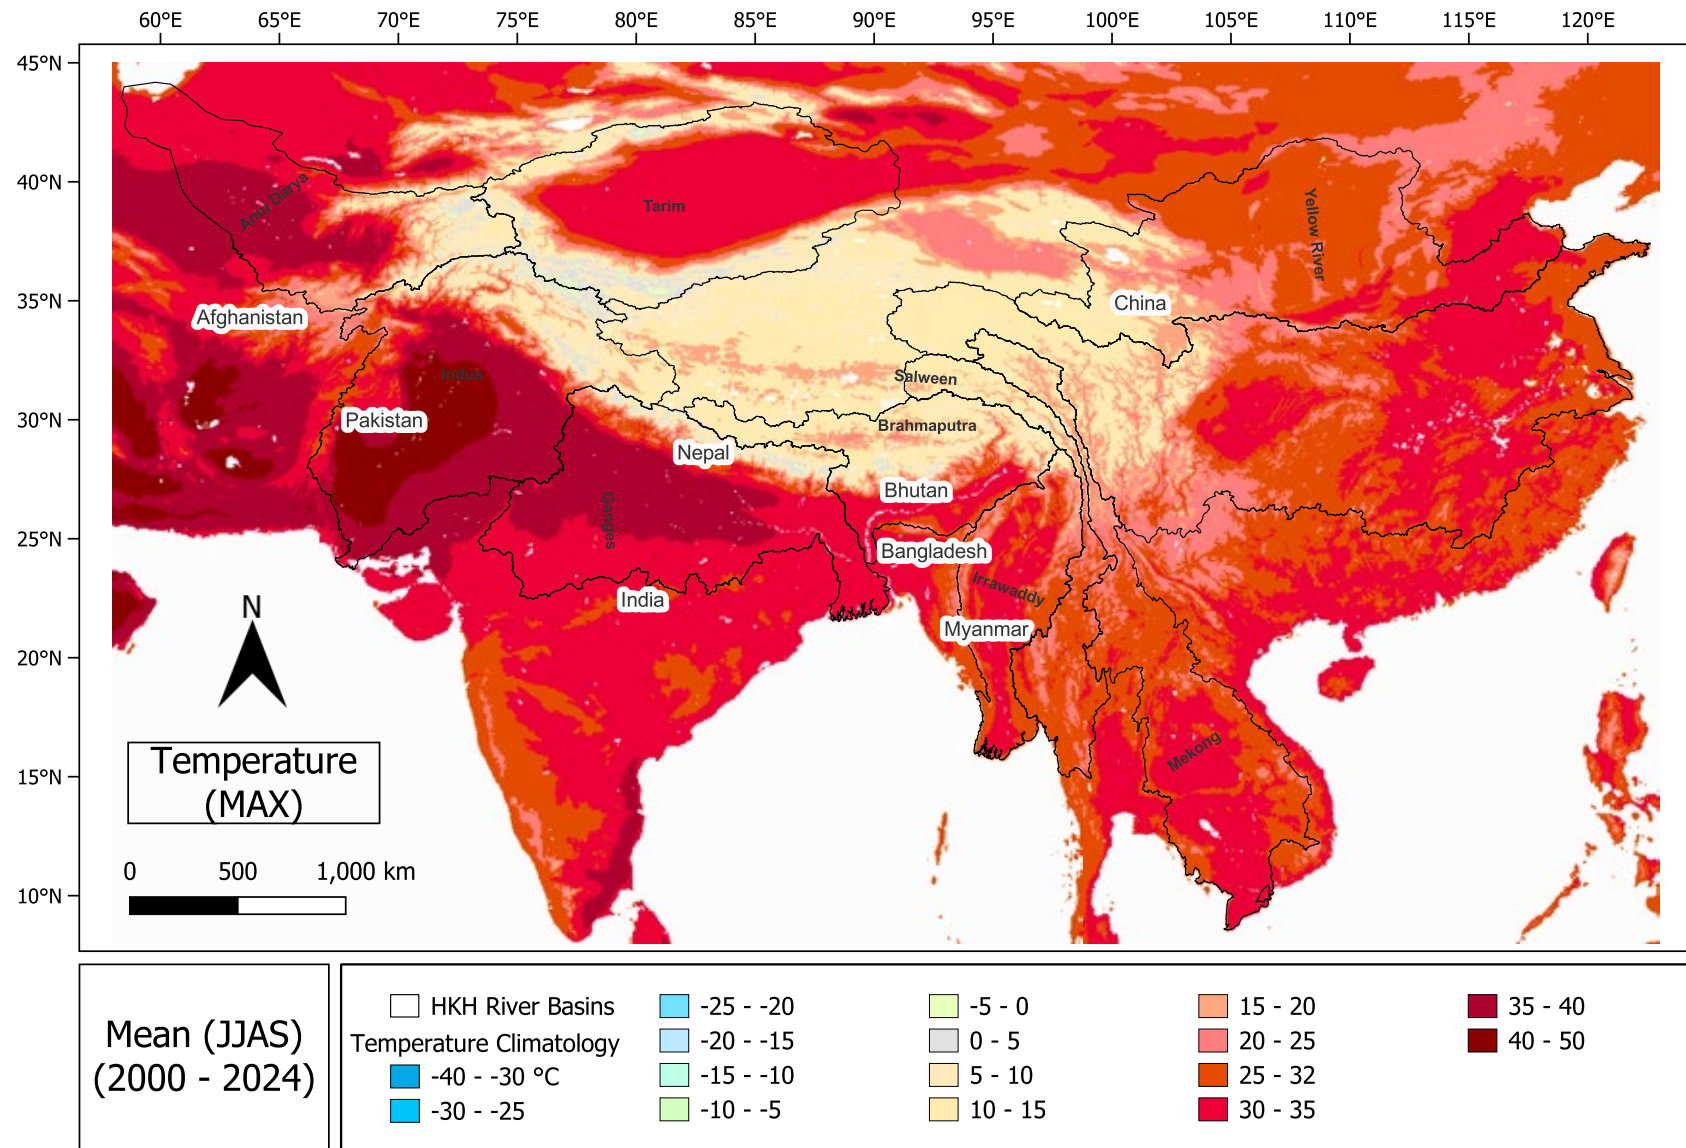 60°E 65°E 70°E 75°E 80°E 85°E 90°E 95°E 100°E 105°E 110°E 115°E 120°E
45°N
40°N
35°N
30°N
25°N
20°N
15°N
10°N
Amu Darya
Tarim
Yellow River
Afghanistan
China
Indus
Salween
Pakistan
Brahmaputra
Nepal
Bhutan
Ganges
Bangladesh
Irrawaddy
India
Myanmar
Mekong
N
Temperature
(MAX)
0 500 1,000 km
Mean (JJAS)
(2000 - 2024)
HKH River Basins
Temperature Climatology
-40 - -30 °C
-30 - -25
-25 - -20
-20 - -15
-15 - -10
-10 - -5
-5 - 0
0 - 5
5 - 10
10 - 15
15 - 20
20 - 25
25 - 32
30 - 35
35 - 40
40 - 50